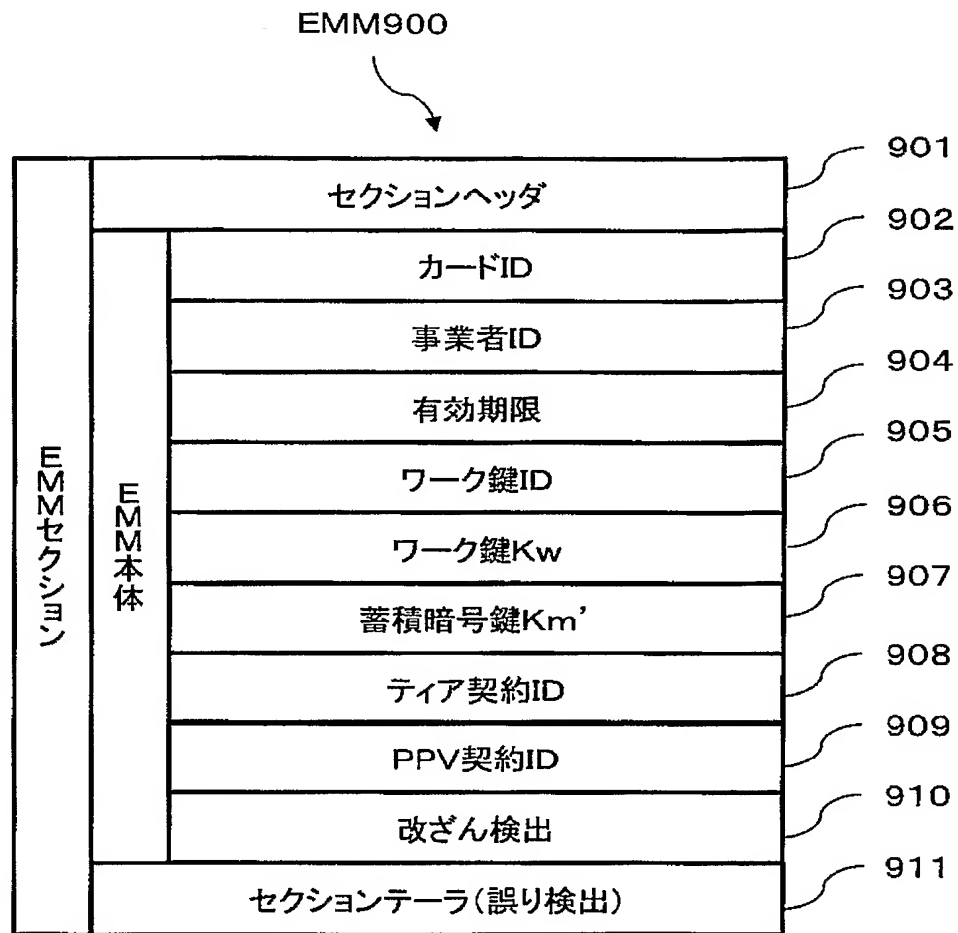 EMM900
901
セクションヘッダ
902
カードID
903
事業者ID
904
有効期限
905
ワーク鍵ID
906
ワーク鍵Kw
907
蓄積暗号鍵Km'
908
ティア契約ID
909
PPV契約ID
910
改ざん検出
911
セクションテーラ(誤り検出)
EMMセクション
EMM本体